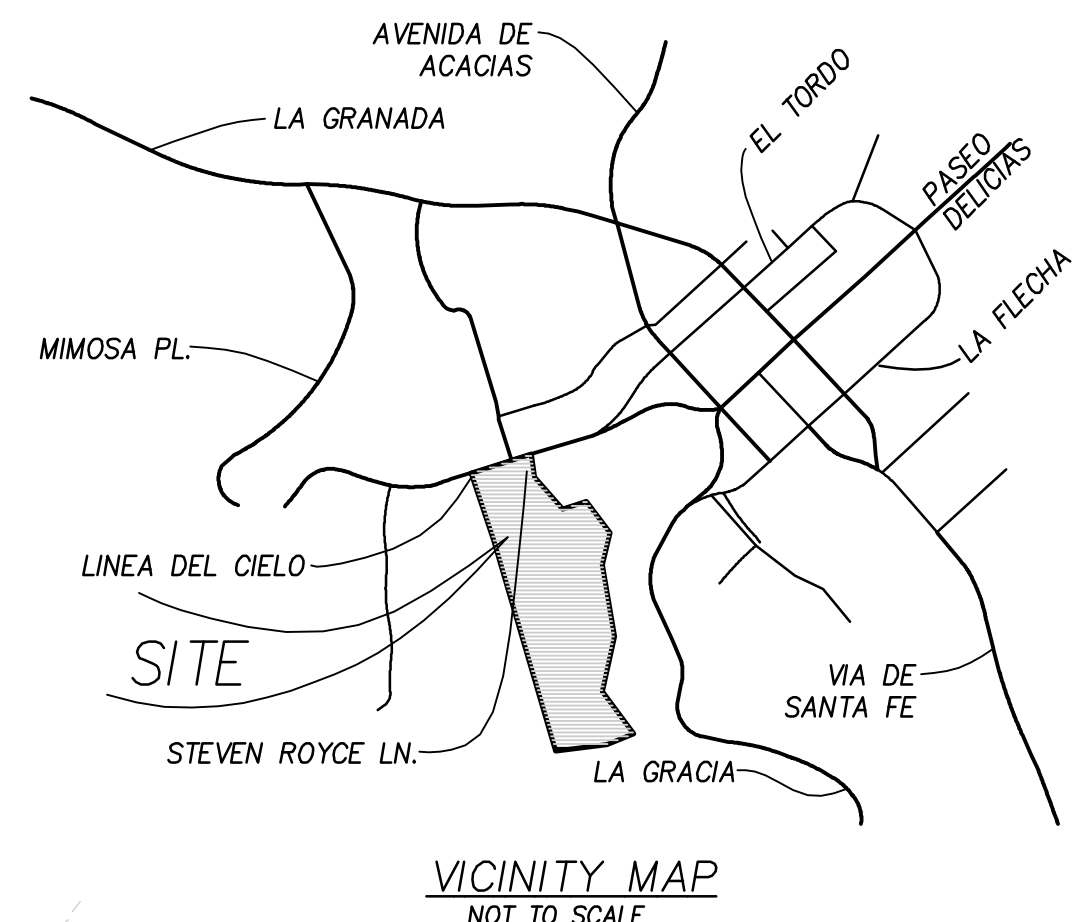 AVENIDA DE
ACACIAS
LA GRANADA
EL TORDO
PASEO
DELICIAS
LA FLECHA
MIMOSA PL.
LINEA DEL CIELO
SITE
STEVEN ROYCE LN.
VIA DE
SANTA FE
LA GRACIA
VICINITY MAP
NOT TO SCALE